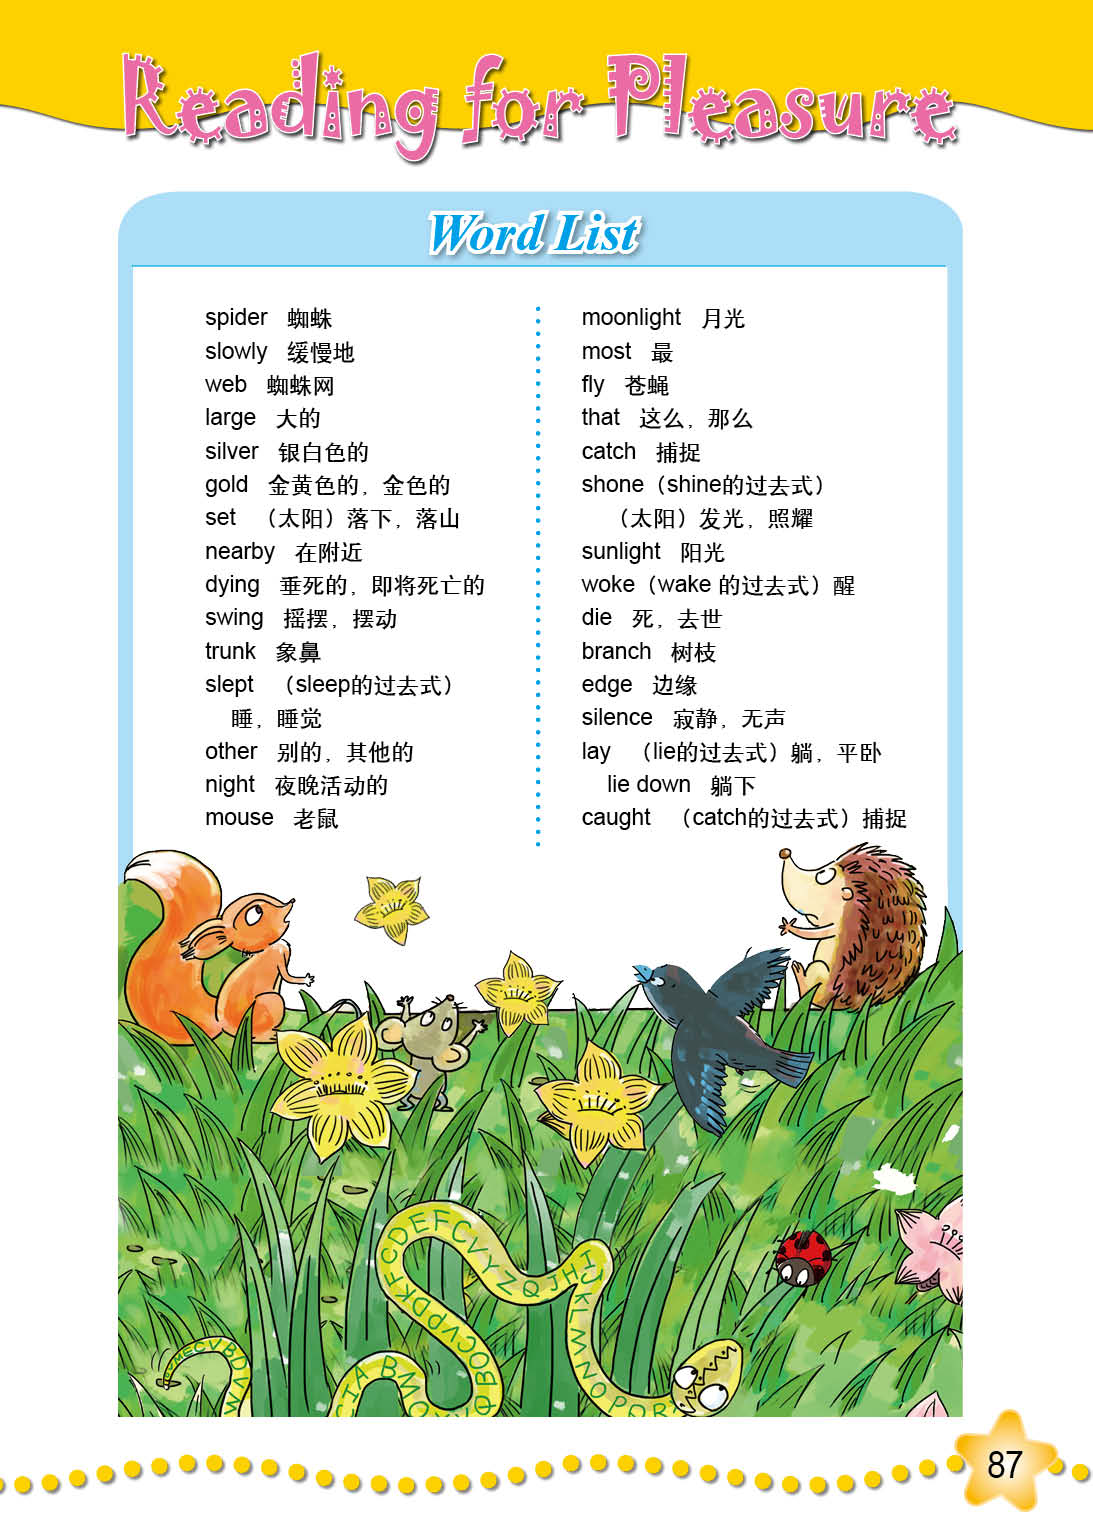 Reading for Pleasure
Word List
spider 蜘蛛
slowly 缓慢地
web 蜘蛛网
large 大的
silver 银白色的
gold 金黄色的，金色的
set （太阳）落下，落山
nearby 在附近
dying 垂死的，即将死亡的
swing 摇摆，摆动
trunk 象鼻
slept （sleep的过去式）
睡，睡觉
other 别的，其他的
night 夜晚活动的
mouse 老鼠
moonlight 月光
most 最
fly 苍蝇
that 这么，那么
catch 捕捉
shone（shine的过去式）
（太阳）发光，照耀
sunlight 阳光
woke（wake 的过去式）醒
die 死，去世
branch 树枝
edge 边缘
silence 寂静，无声
lay （lie的过去式）躺，平卧
lie down 躺下
caught （catch的过去式）捕捉
87